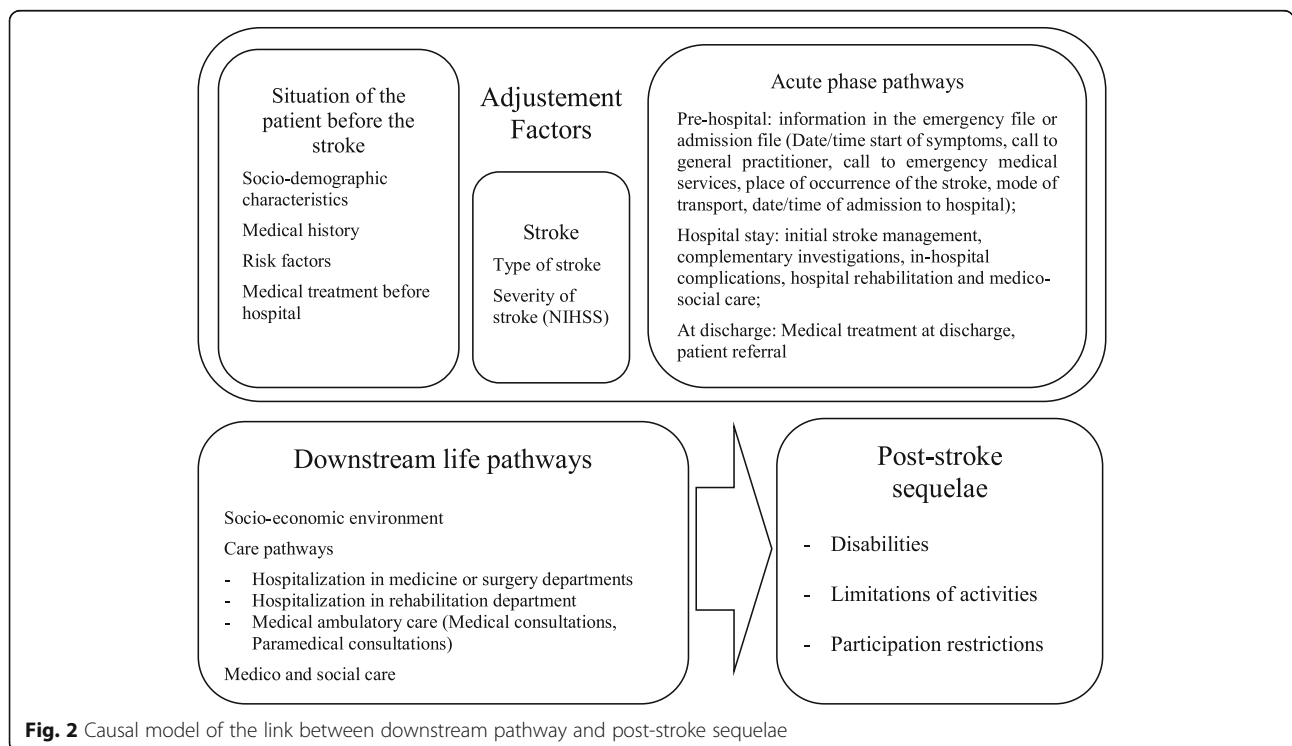 Situation of the
patient before the
stroke
Socio-demographic
characteristics
Medical history
Risk factors
Medical treatment before
hospital
Adjustement
Factors
Stroke
Type of stroke
Severity of
stroke (NIHSS)
Acute phase pathways
Pre-hospital: information in the emergency file or
admission file (Date/time start of symptoms, call to
general practitioner, call to emergency medical
services, place of occurrence of the stroke, mode of
transport, date/time of admission to hospital);
Hospital stay: initial stroke management,
complementary investigations, in-hospital
complications, hospital rehabilitation and medico-
social care;
At discharge: Medical treatment at discharge,
patient referral
Downstream life pathways
Socio-economic environment
Care pathways
- Hospitalization in medicine or surgery departments
- Hospitalization in rehabilitation department
- Medical ambulatory care (Medical consultations,
Paramedical consultations)
Medico and social care
Post-stroke
sequelae
- Disabilities
- Limitations of activities
- Participation restrictions
Fig. 2 Causal model of the link between downstream pathway and post-stroke sequelae